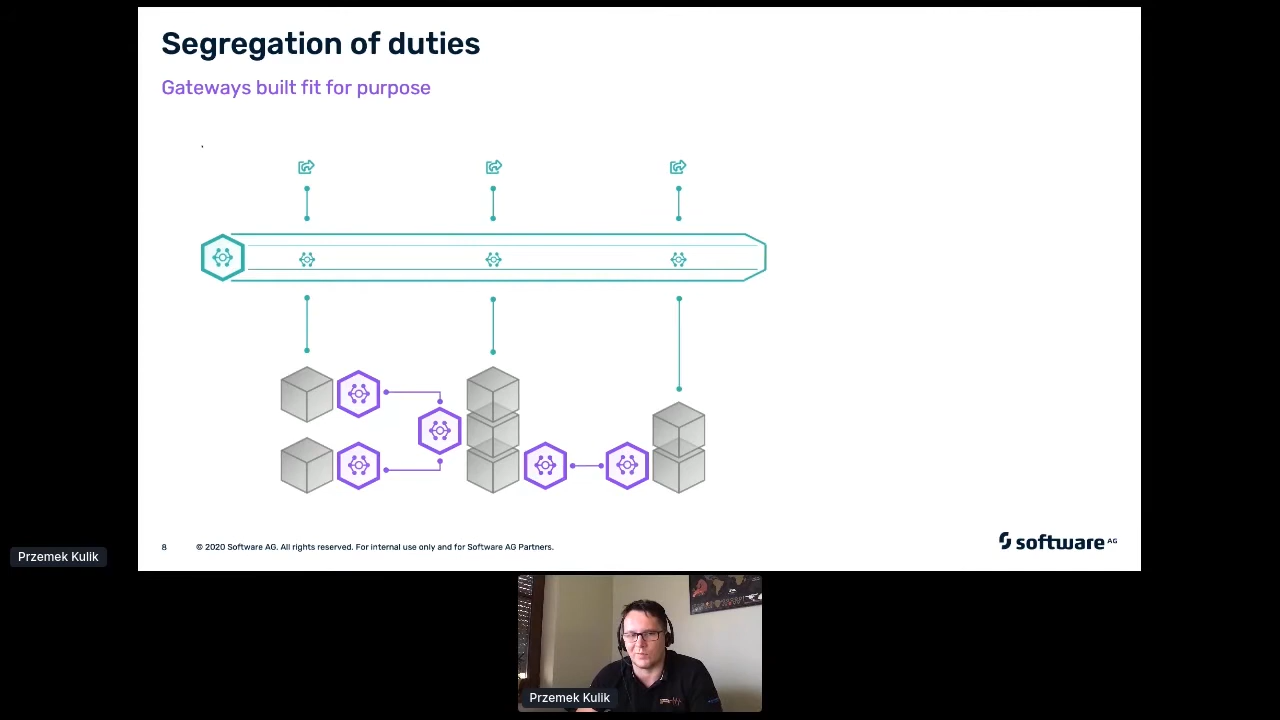 Segregation of duties
Gateways built fit for purpose
8
© 2020 Software AG. All rights reserved. For internal use only and for Software AG Partners.
software AG
Przemek Kulik
Przemek Kulik